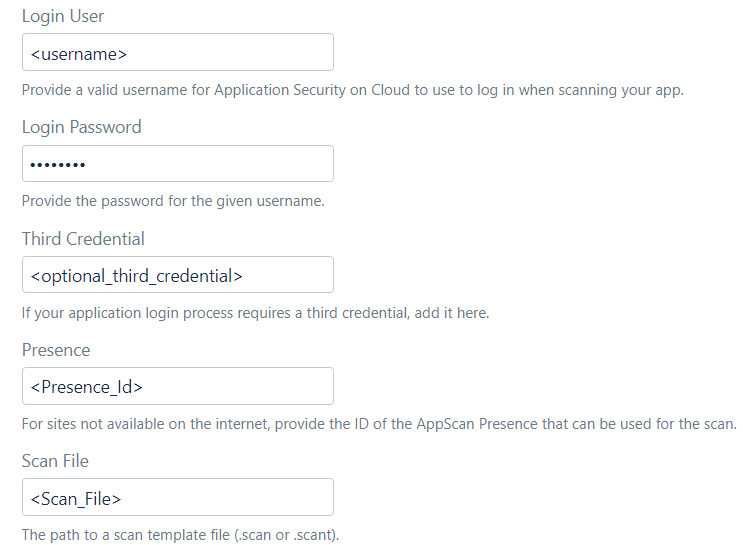 Login User
<username>
Provide a valid username for Application Security on Cloud to use to log in when scanning your app.
Login Password
••••••••
Provide the password for the given username.
Third Credential
<optional_third_credential>
If your application login process requires a third credential, add it here.
Presence
<Presence_Id>
For sites not available on the internet, provide the ID of the AppScan Presence that can be used for the scan.
Scan File
<Scan_File>
The path to a scan template file (.scan or .scant).